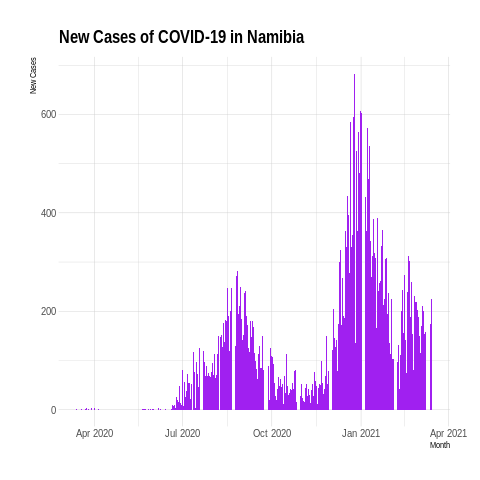 New Cases of COVID-19 in Namibia
New Cases
600
400
200
0
Apr 2020
Jul 2020
Oct 2020
Jan 2021
Apr 2021
Month